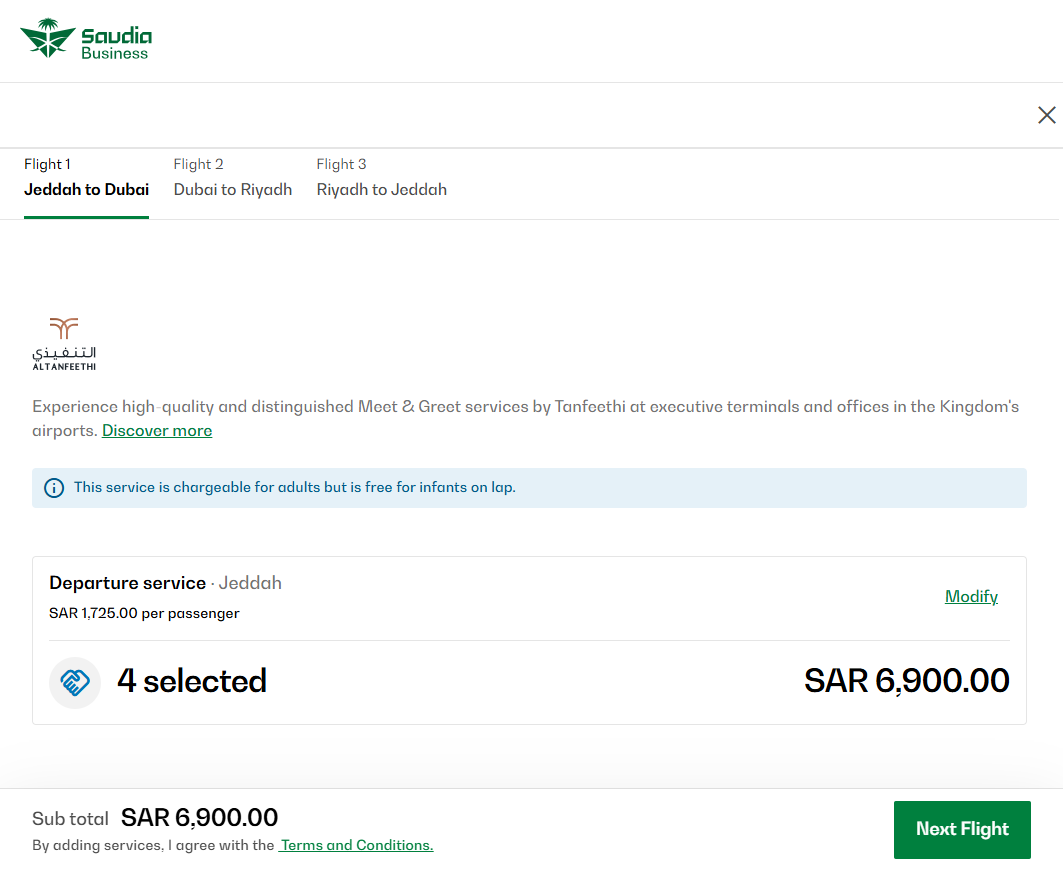 Saudia
Business
Flight 1
Jeddah to Dubai
Flight 2
Dubai to Riyadh
Flight 3
Riyadh to Jeddah
التنفيذي
ALTANFEETHI
Experience high-quality and distinguished Meet & Greet services by Tanfeethi at executive terminals and offices in the Kingdom's
airports. Discover more
This service is chargeable for adults but is free for infants on lap.
Departure service · Jeddah
SAR 1,725.00 per passenger
Modify
4 selected
SAR 6,900.00
Sub total SAR 6,900.00
By adding services, I agree with the Terms and Conditions.
Next Flight